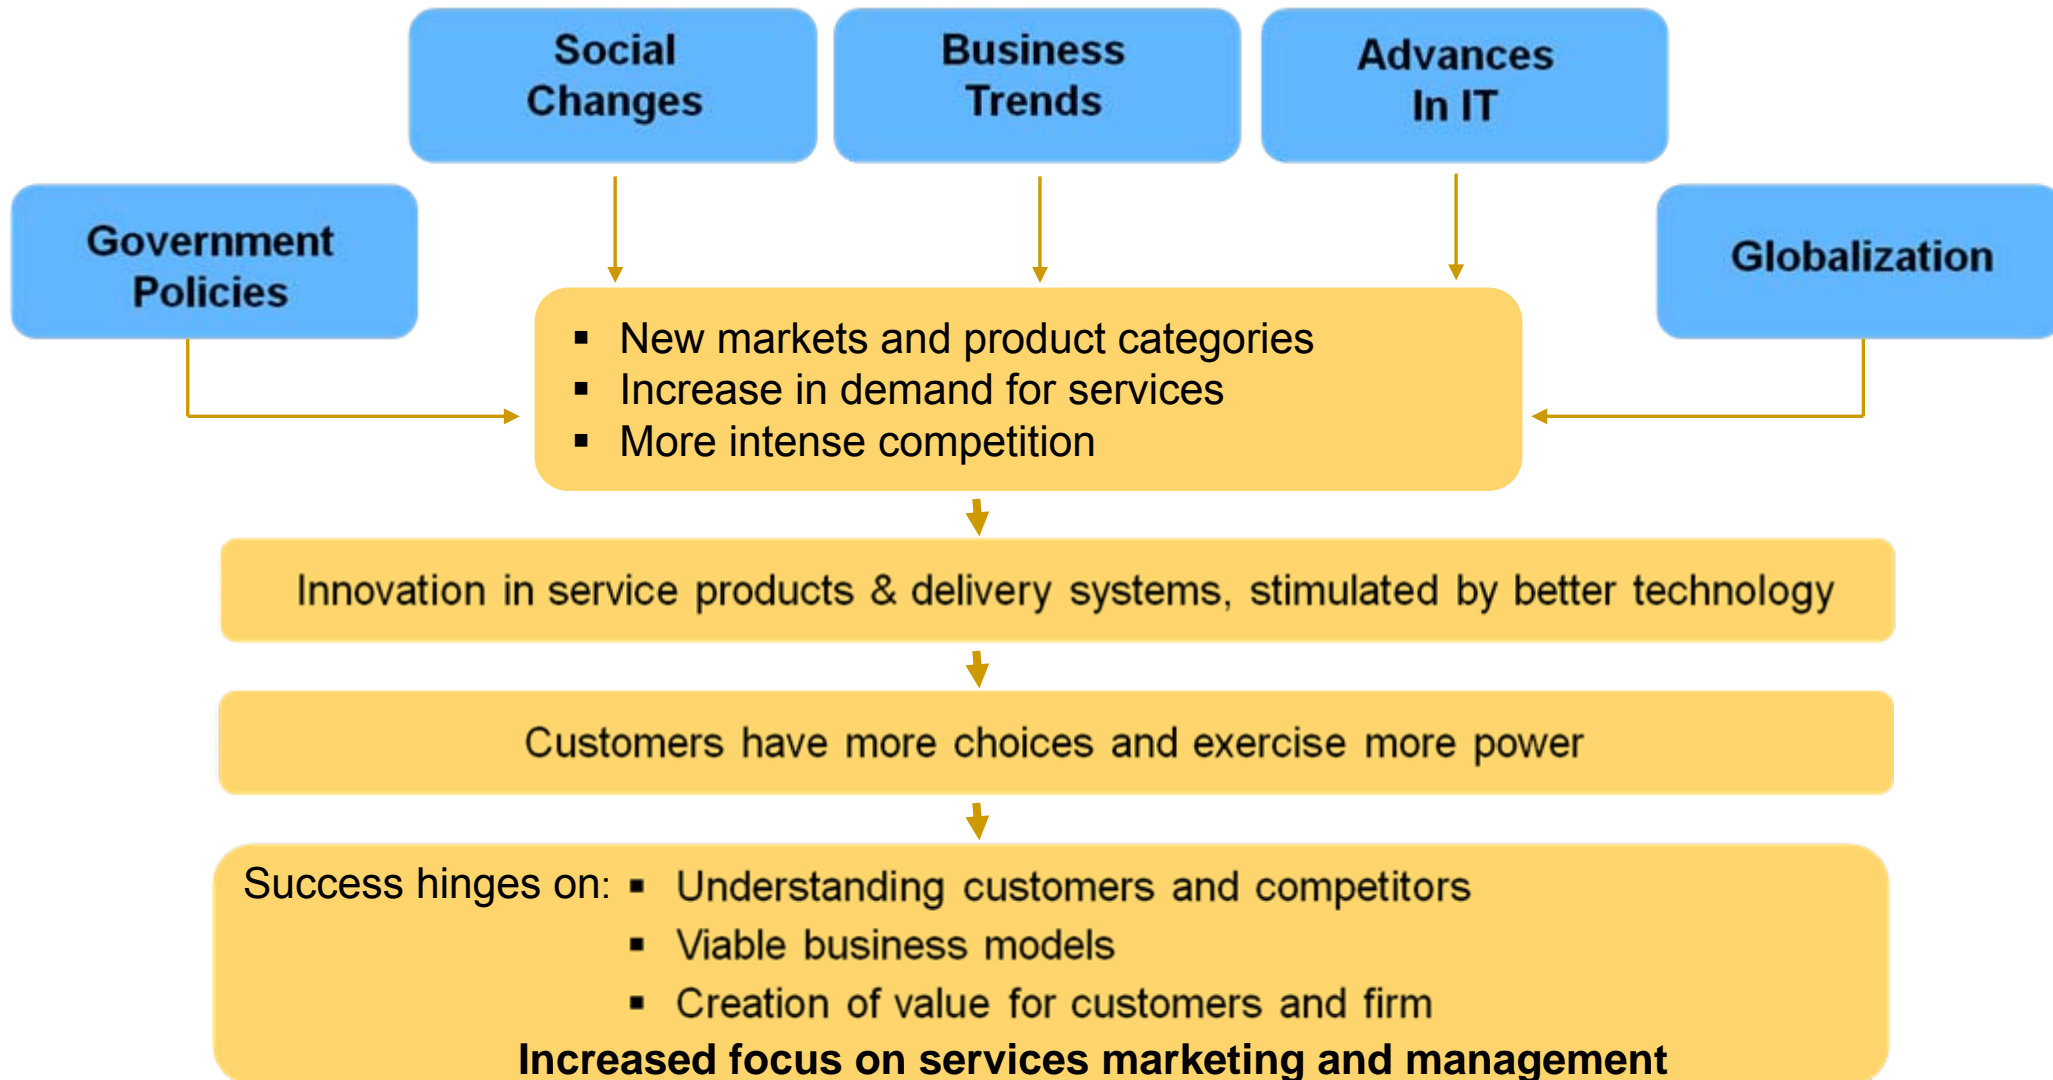 Social
Changes
Business
Trends
Advances
In IT
Government
Policies
Globalization
▪ New markets and product categories
▪ Increase in demand for services
▪ More intense competition
Innovation in service products & delivery systems, stimulated by better technology
Customers have more choices and exercise more power
Success hinges on: ▪ Understanding customers and competitors
▪ Viable business models
▪ Creation of value for customers and firm
Increased focus on services marketing and management